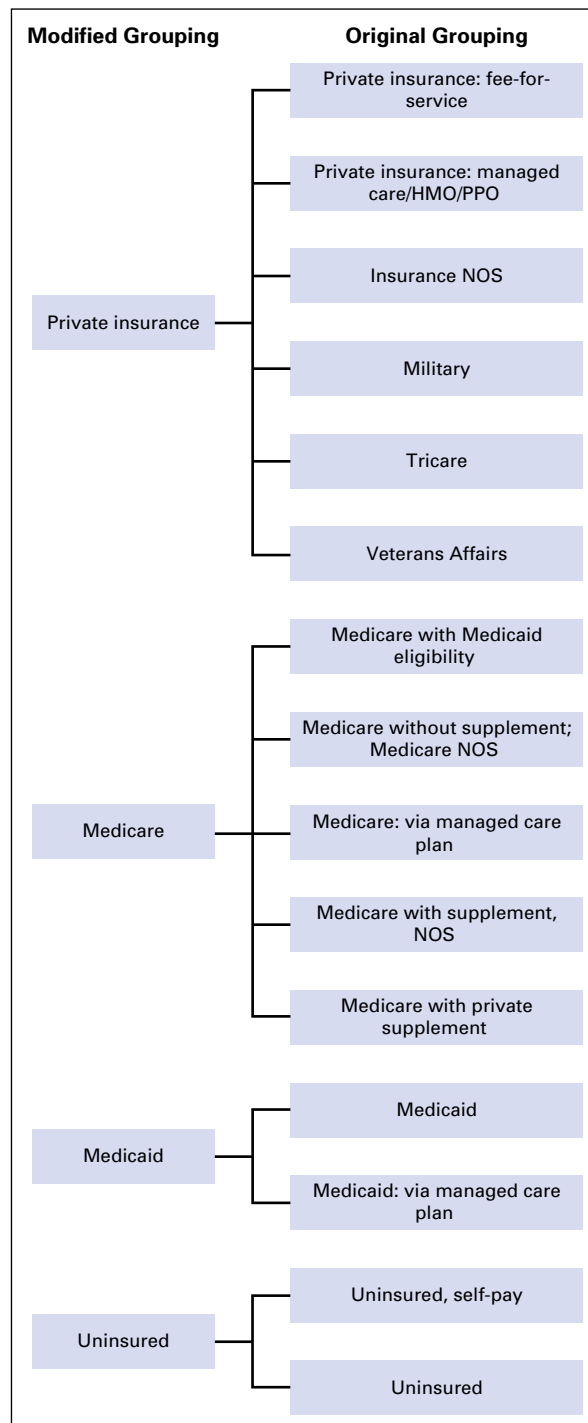 Modified Grouping
Original Grouping
Private insurance
Private insurance: fee-for-
service
Private insurance: managed
care/HMO/PPO
Insurance NOS
Military
Tricare
Veterans Affairs
Medicare
Medicare with Medicaid
eligibility
Medicare without supplement;
Medicare NOS
Medicare: via managed care
plan
Medicare with supplement,
NOS
Medicare with private
supplement
Medicaid
Medicaid
Medicaid: via managed care
plan
Uninsured
Uninsured, self-pay
Uninsured